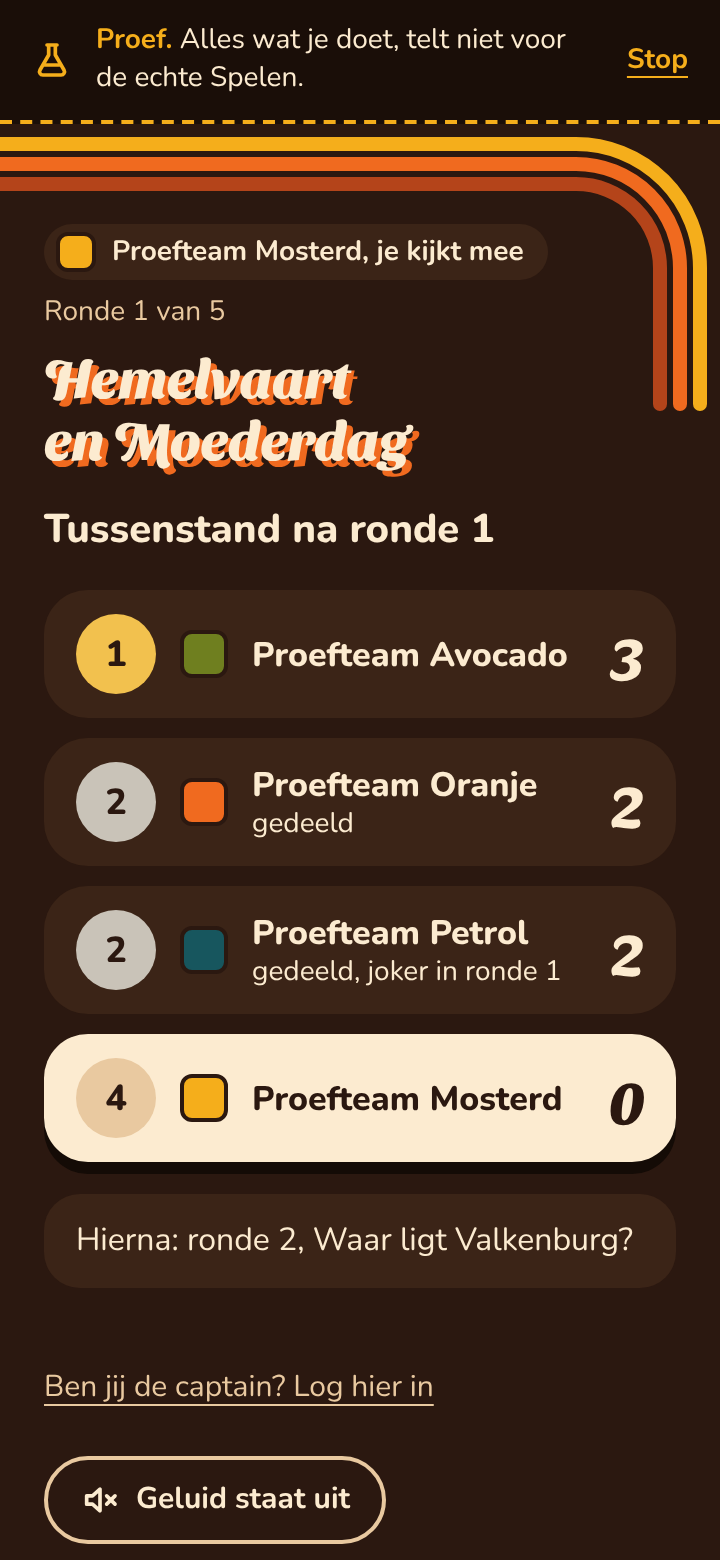 Proef. Alles wat je doet, telt niet voor
de echte Spelen.
Stop
Proefteam Mosterd, je kijkt mee
Ronde 1 van 5
Hemelvaart
en Moederdag
Tussenstand na ronde 1
1 Proefteam Avocado 3
2 Proefteam Oranje 2
gedeeld
2 Proefteam Petrol 2
gedeeld, joker in ronde 1
4 Proefteam Mosterd 0
Hierna: ronde 2, Waar ligt Valkenburg?
Ben jij de captain? Log hier in
Geluid staat uit